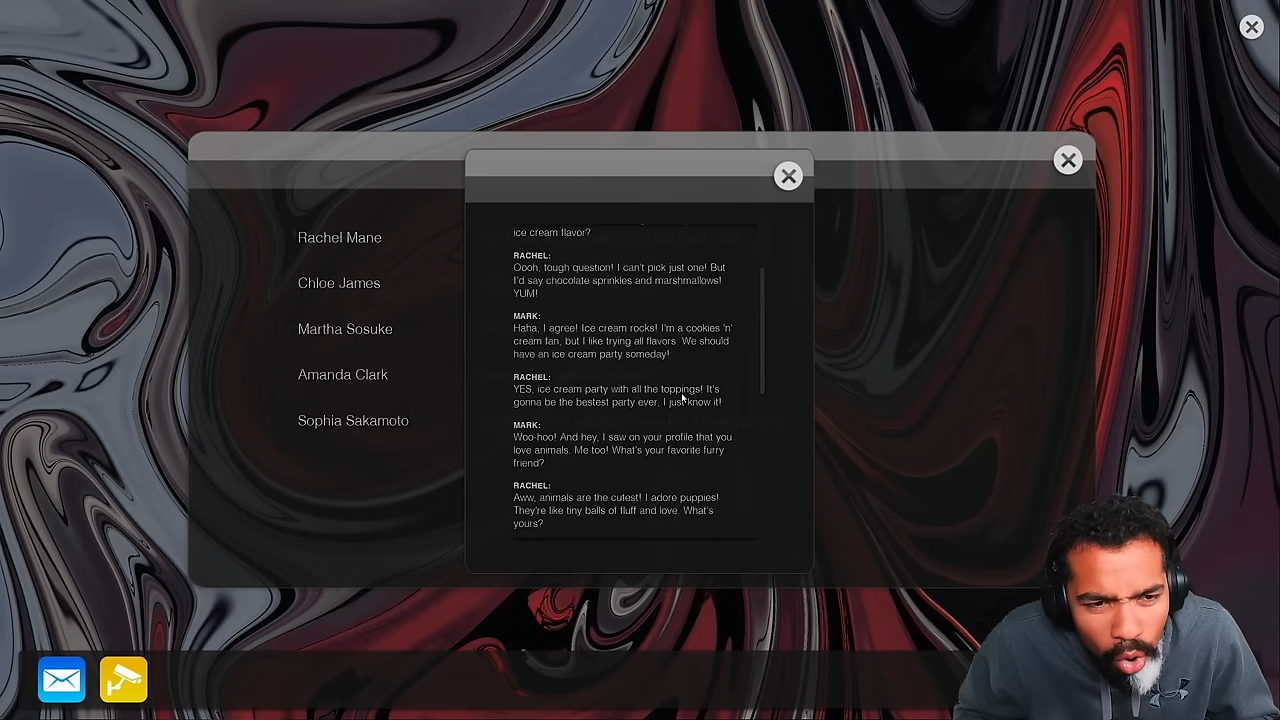 Rachel Mane
Chloe James
Martha Sosuke
Amanda Clark
Sophia Sakamoto
ice cream flavor?
RACHEL:
Oooh, tough question! I can't pick just one! But
I'd say chocolate sprinkles and marshmallows!
YUM!
MARK:
Haha, I agree! Ice cream rocks! I'm a cookies 'n'
cream fan, but I like trying all flavors. We should
have an ice cream party someday!
RACHEL:
YES, ice cream party with all the toppings! It's
gonna be the bestest party ever, I just know it!
MARK:
Woo-hoo! And hey, I saw on your profile that you
love animals. Me too! What's your favorite furry
friend?
RACHEL:
Aww, animals are the cutest! I adore puppies!
They're like tiny balls of fluff and love. What's
yours?